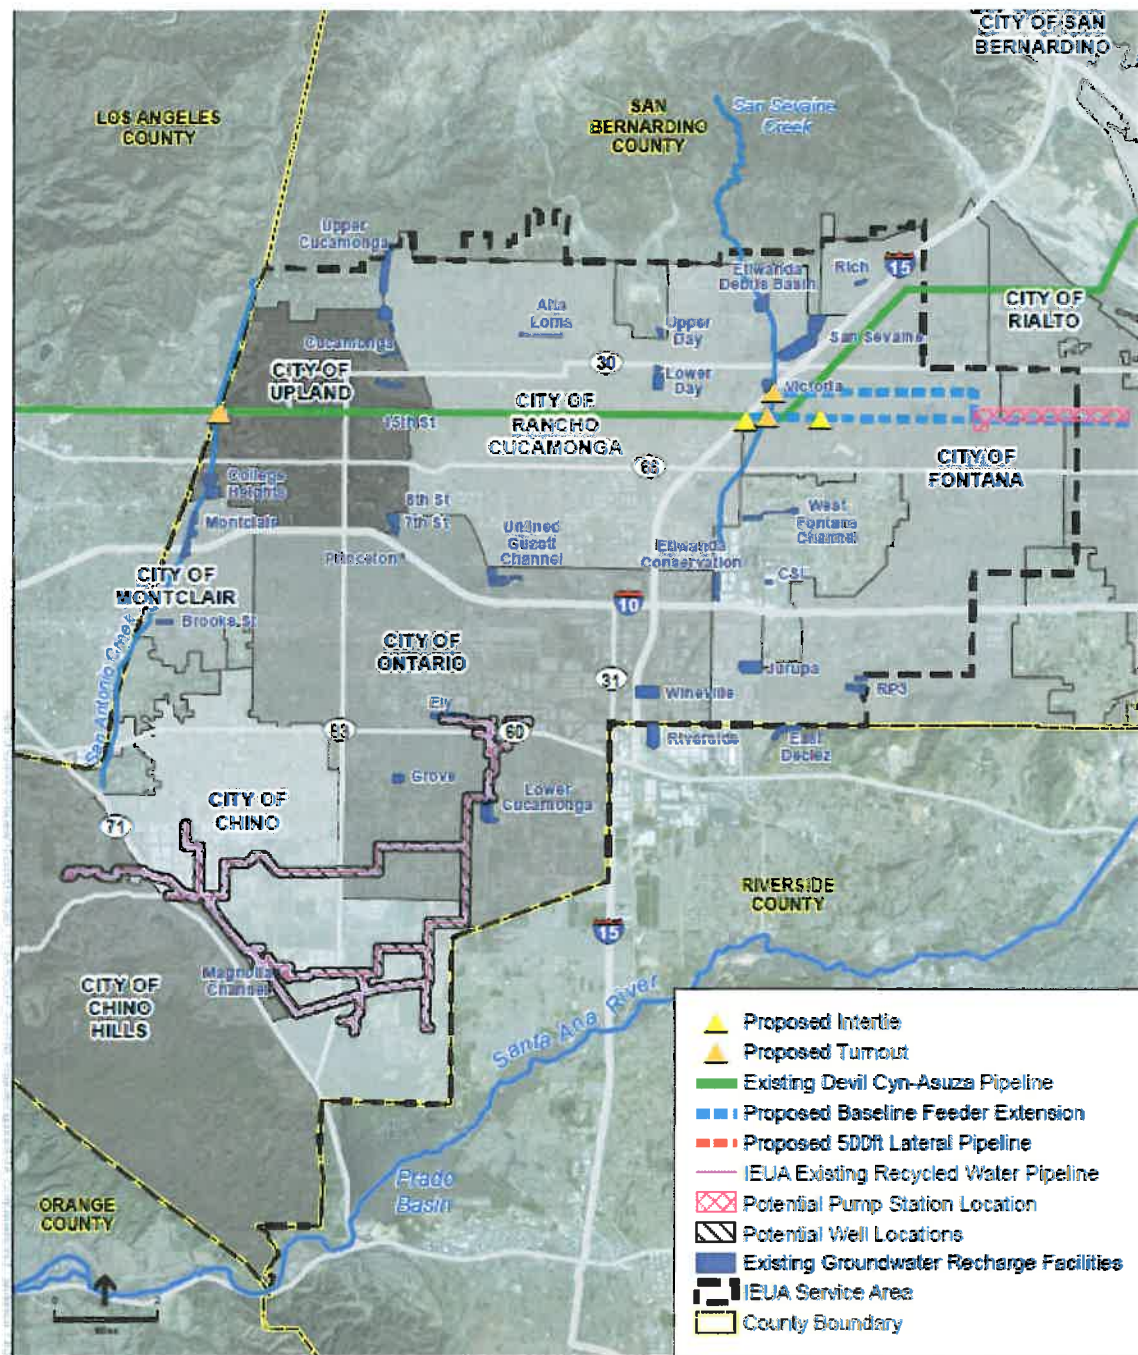 CITY OF SAN
BERNARDINO
LOS ANGELES
COUNTY
SAN
BERNARDINO
COUNTY
San Sevaine
Creek
Upper
Cucamonga
Etiwanda
Debris Basin
Rich
15
CITY OF
RIALTO
Alta
Loma
Upper
Day
San Sevaine
Cucamonga
30
CITY OF
UPLAND
Lower
Day
Victoria
15th St
CITY OF
RANCHO
CUCAMONGA
66
CITY OF
FONTANA
College
Heights
8th St
7th St
Montclair
Unlined
Channel
Etiwanda
Conservation
West
Fontana
Channel
Princeton
CSI
CITY OF
MONTCLAIR
10
Brooks St
San Antonio Creek
CITY OF
ONTARIO
Jurupa
31
Wineville
RP3
Ely
83
60
Riverside
East
Declez
Grove
Lower
Cucamonga
CITY OF
CHINO
71
RIVERSIDE
COUNTY
15
Magnolia
Channel
CITY OF
CHINO
HILLS
Santa Ana River
Prado
Basin
ORANGE
COUNTY
0 2
Miles
Proposed Intertie
Proposed Turnout
Existing Devil Cyn-Asuza Pipeline
Proposed Baseline Feeder Extension
Proposed 500ft Lateral Pipeline
IEUA Existing Recycled Water Pipeline
Potential Pump Station Location
Potential Well Locations
Existing Groundwater Recharge Facilities
IEUA Service Area
County Boundary